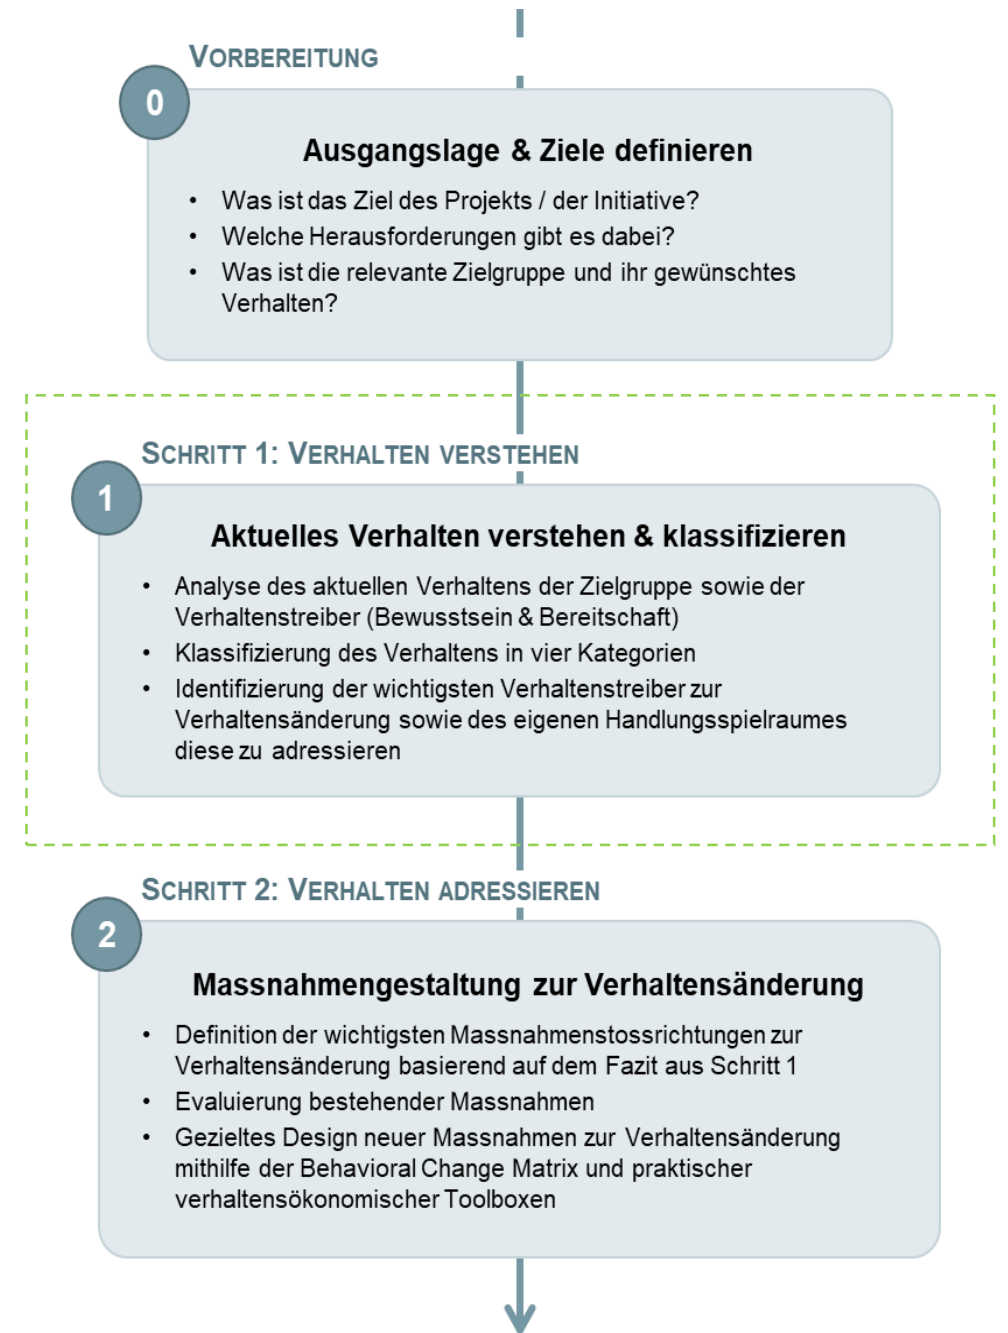 VORBEREITUNG
0
Ausgangslage & Ziele definieren
• Was ist das Ziel des Projekts / der Initiative?
• Welche Herausforderungen gibt es dabei?
• Was ist die relevante Zielgruppe und ihr gewünschtes
Verhalten?
SCHRITT 1: VERHALTEN VERSTEHEN
1
Aktuelles Verhalten verstehen & klassifizieren
• Analyse des aktuellen Verhaltens der Zielgruppe sowie der
Verhaltenstreiber (Bewusstsein & Bereitschaft)
• Klassifizierung des Verhaltens in vier Kategorien
• Identifizierung der wichtigsten Verhaltenstreiber zur
Verhaltensänderung sowie des eigenen Handlungsspielraumes
diese zu adressieren
SCHRITT 2: VERHALTEN ADRESSIEREN
2
Massnahmengestaltung zur Verhaltensänderung
• Definition der wichtigsten Massnahmenstossrichtungen zur
Verhaltensänderung basierend auf dem Fazit aus Schritt 1
• Evaluierung bestehender Massnahmen
• Gezieltes Design neuer Massnahmen zur Verhaltensänderung
mithilfe der Behavioral Change Matrix und praktischer
verhaltensökonomischer Toolboxen